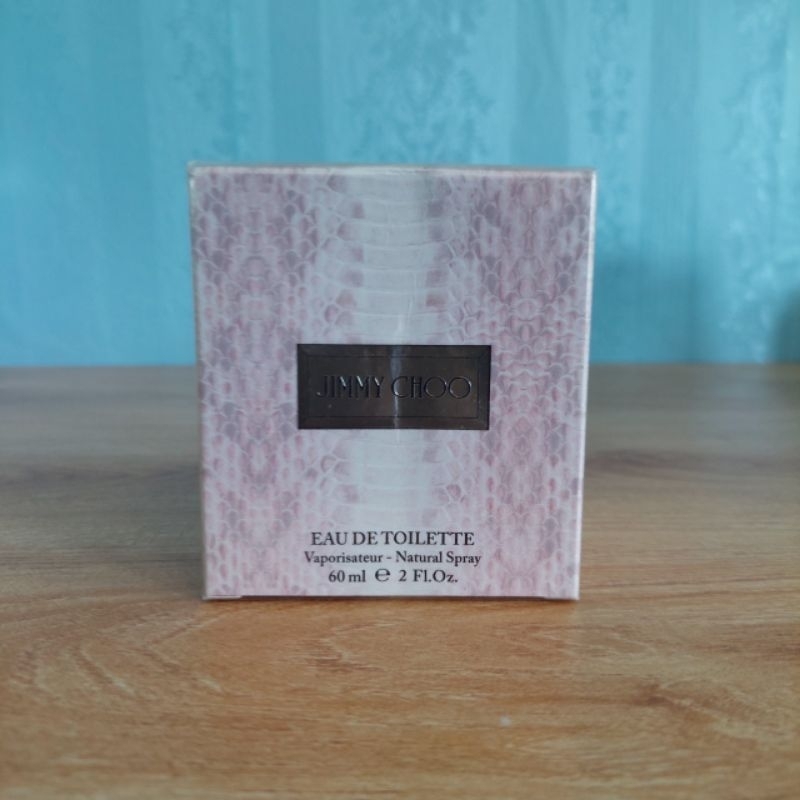 JIMMY CHOO
EAU DE TOILETTE
Vaporisateur - Natural Spray
60 ml ℮ 2 Fl.Oz.